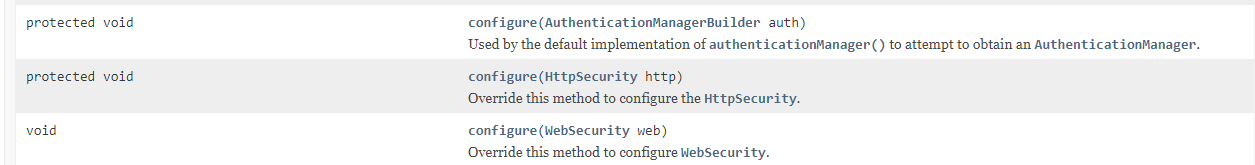 protected void configure(AuthenticationManagerBuilder auth)
Used by the default implementation of authenticationManager() to attempt to obtain an AuthenticationManager.
protected void configure(HttpSecurity http)
Override this method to configure the HttpSecurity.
void configure(WebSecurity web)
Override this method to configure WebSecurity.